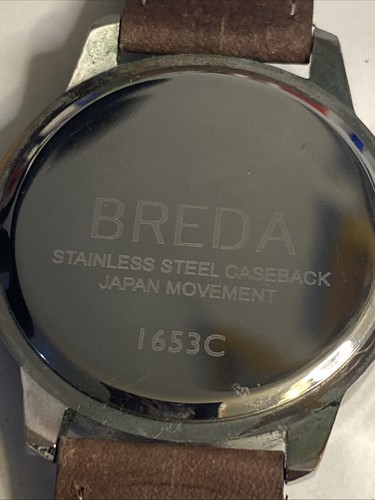 BREDA
STAINLESS STEEL CASEBACK
JAPAN MOVEMENT
1653C